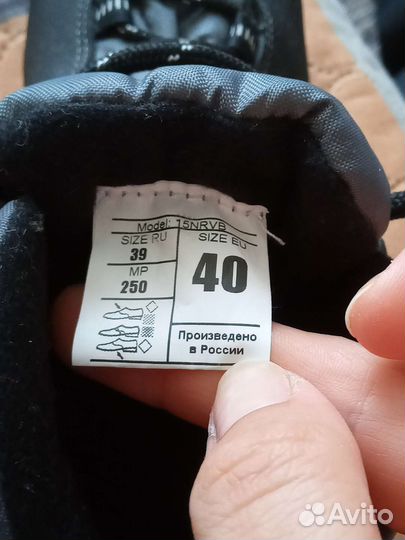 Model: 15NRVB
SIZE RU
39
MP
250
SIZE EU
40
Произведено
в России
Avito